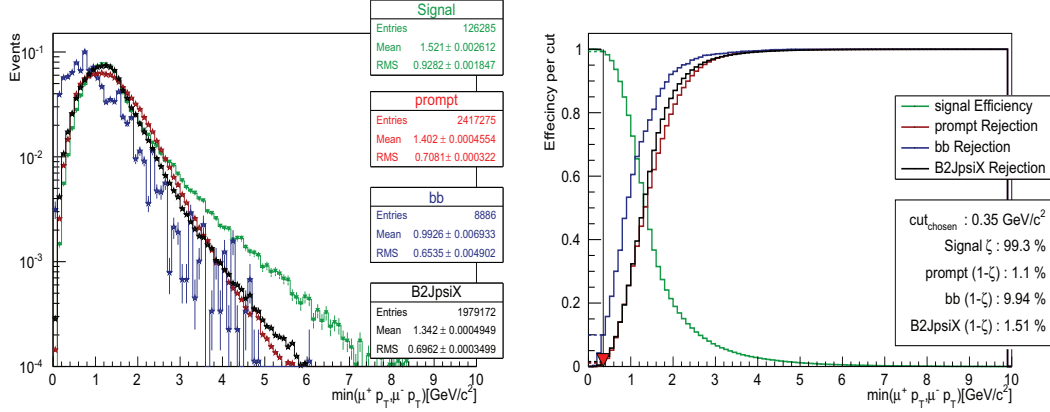 Signal
Entries 126285
Mean 1.521 ± 0.002612
RMS 0.9282 ± 0.001847
prompt
Entries 2417275
Mean 1.402 ± 0.0004554
RMS 0.7081 ± 0.000322
bb
Entries 8886
Mean 0.9926 ± 0.006933
RMS 0.6535 ± 0.004902
B2JpsiX
Entries 1979172
Mean 1.342 ± 0.0004949
RMS 0.6962 ± 0.0003499
Events
10⁻¹
10⁻²
10⁻³
10⁻⁴
0 1 2 3 4 5 6 7 8 9 10
min(μ⁺ p_T,μ⁻ p_T)[GeV/c²]
Effeciency per cut
1
0.8
0.6
0.4
0.2
0
0 1 2 3 4 5 6 7 8 9 10
min(μ⁺ p_T,μ⁻ p_T)[GeV/c²]
signal Efficiency
prompt Rejection
bb Rejection
B2JpsiX Rejection
cut_chosen : 0.35 GeV/c²
Signal ζ : 99.3 %
prompt (1-ζ) : 1.1 %
bb (1-ζ) : 9.94 %
B2JpsiX (1-ζ) : 1.51 %